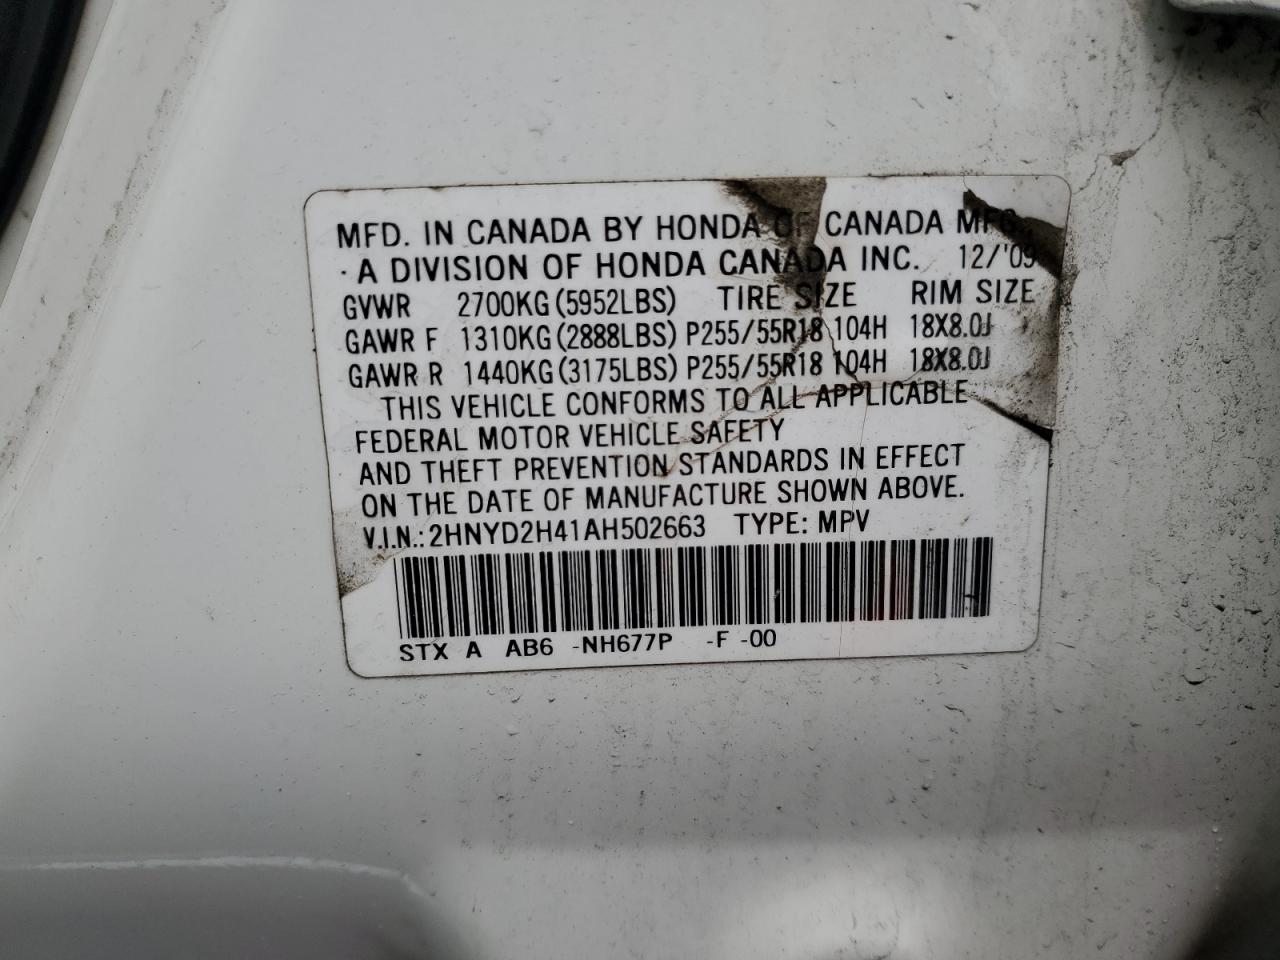 MFD. IN CANADA BY HONDA OF CANADA MFG.,
A DIVISION OF HONDA CANADA INC. 12/'09
GVWR 2700KG(5952LBS) TIRE SIZE RIM SIZE
GAWR F 1310KG(2888LBS) P255/55R18 104H 18X8.0J
GAWR R 1440KG(3175LBS) P255/55R18 104H 18X8.0J
THIS VEHICLE CONFORMS TO ALL APPLICABLE
FEDERAL MOTOR VEHICLE SAFETY
AND THEFT PREVENTION STANDARDS IN EFFECT
ON THE DATE OF MANUFACTURE SHOWN ABOVE.
V.I.N.: 2HNYD2H41AH502663 TYPE: MPV
STX A AB6 -NH677P -F -00